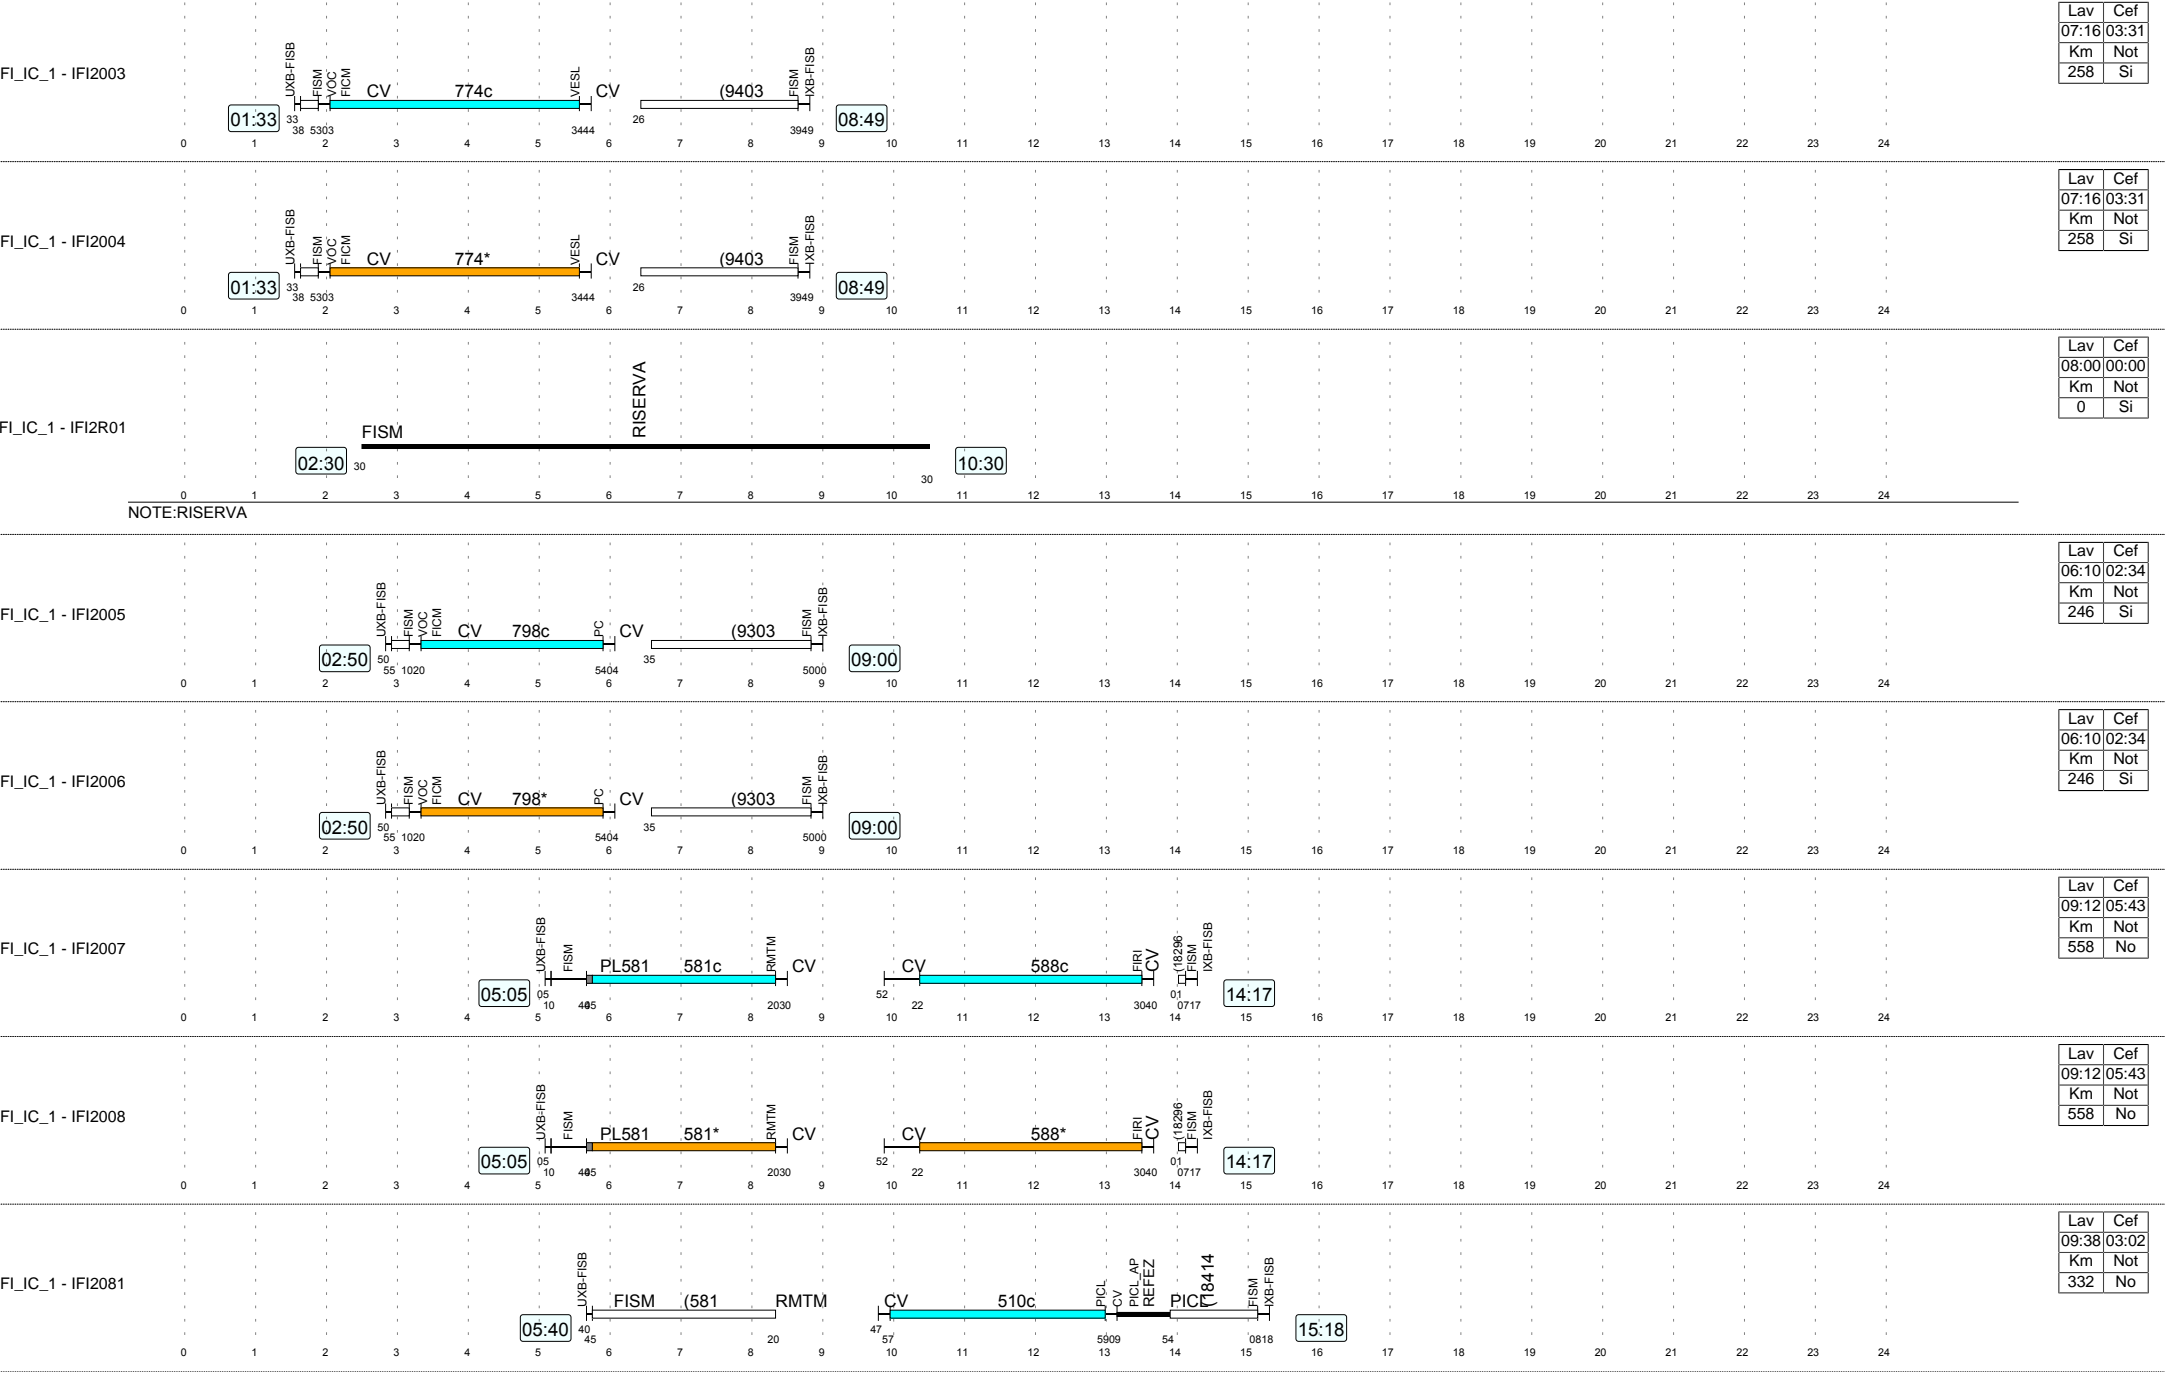 Lav Cef
07:16 03:31
Km Not
258 Si
FI_IC_1 - IFI2003
UXB-FISB FISM VOC FICM CV 774c VESL CV (9403 FISM IXB-FISB
01:33 33 38 5303 3444 26 3949 08:49
0 1 2 3 4 5 6 7 8 9 10 11 12 13 14 15 16 17 18 19 20 21 22 23 24
Lav Cef
07:16 03:31
Km Not
258 Si
FI_IC_1 - IFI2004
UXB-FISB FISM VOC FICM CV 774* VESL CV (9403 FISM IXB-FISB
01:33 33 38 5303 3444 26 3949 08:49
0 1 2 3 4 5 6 7 8 9 10 11 12 13 14 15 16 17 18 19 20 21 22 23 24
Lav Cef
08:00 00:00
Km Not
0 Si
FI_IC_1 - IFI2R01
FISM RISERVA
02:30 30 30 10:30
0 1 2 3 4 5 6 7 8 9 10 11 12 13 14 15 16 17 18 19 20 21 22 23 24
NOTE:RISERVA
Lav Cef
06:10 02:34
Km Not
246 Si
FI_IC_1 - IFI2005
UXB-FISB FISM VOC FICM CV 798c PC CV (9303 FISM IXB-FISB
02:50 50 55 1020 5404 35 5000 09:00
0 1 2 3 4 5 6 7 8 9 10 11 12 13 14 15 16 17 18 19 20 21 22 23 24
Lav Cef
06:10 02:34
Km Not
246 Si
FI_IC_1 - IFI2006
UXB-FISB FISM VOC FICM CV 798* PC CV (9303 FISM IXB-FISB
02:50 50 55 1020 5404 35 5000 09:00
0 1 2 3 4 5 6 7 8 9 10 11 12 13 14 15 16 17 18 19 20 21 22 23 24
Lav Cef
09:12 05:43
Km Not
558 No
FI_IC_1 - IFI2007
UXB-FISB FISM PL581 581c RMTM CV CV 588c FIRI CV (18296 FISM IXB-FISB
05:05 05 10 40 45 2030 52 22 3040 01 0717 14:17
0 1 2 3 4 5 6 7 8 9 10 11 12 13 14 15 16 17 18 19 20 21 22 23 24
Lav Cef
09:12 05:43
Km Not
558 No
FI_IC_1 - IFI2008
UXB-FISB FISM PL581 581* RMTM CV CV 588* FIRI CV (18296 FISM IXB-FISB
05:05 05 10 40 45 2030 52 22 3040 01 0717 14:17
0 1 2 3 4 5 6 7 8 9 10 11 12 13 14 15 16 17 18 19 20 21 22 23 24
Lav Cef
09:38 03:02
Km Not
332 No
FI_IC_1 - IFI2081
UXB-FISB FISM (581 RMTM CV 510c PICL CV PICL_AP REFEZ PICL (18414 FISM IXB-FISB
05:40 40 45 20 47 57 5909 54 0818 15:18
0 1 2 3 4 5 6 7 8 9 10 11 12 13 14 15 16 17 18 19 20 21 22 23 24